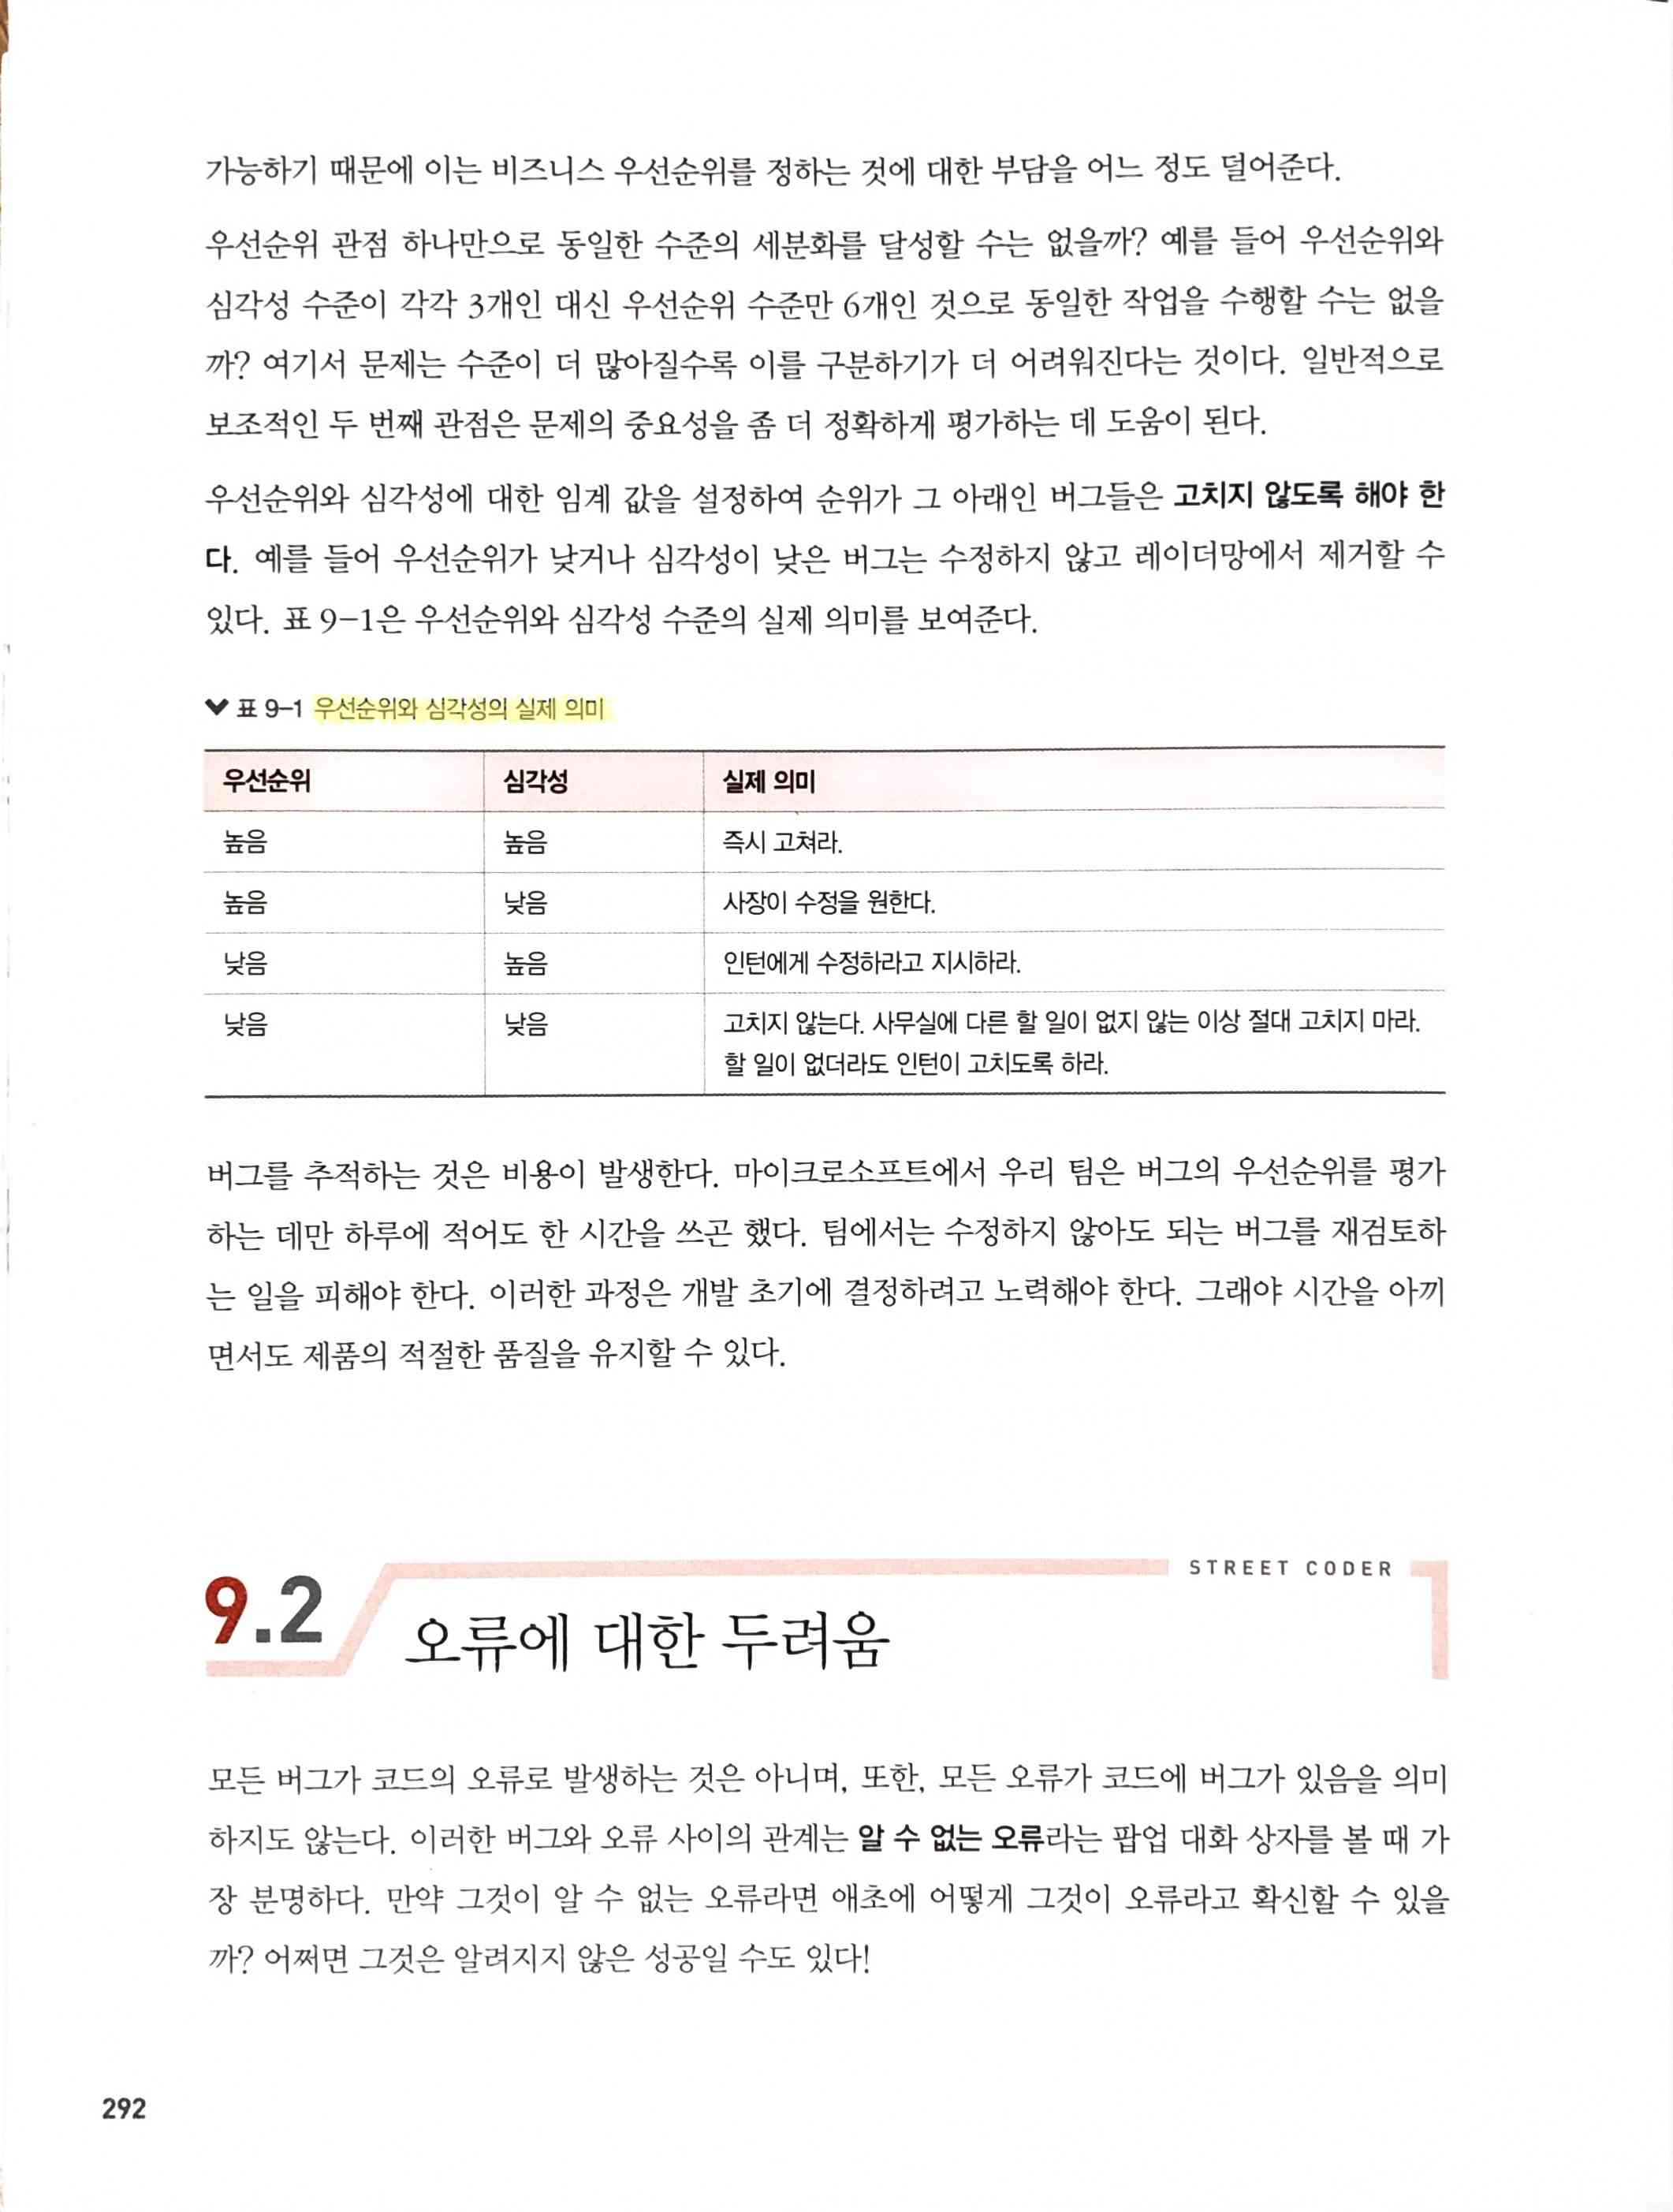 가능하기 때문에 이는 비즈니스 우선순위를 정하는 것에 대한 부담을 어느 정도 덜어준다.
우선순위 관점 하나만으로 동일한 수준의 세분화를 달성할 수는 없을까? 예를 들어 우선순위와
심각성 수준이 각각 3개인 대신 우선순위 수준만 6개인 것으로 동일한 작업을 수행할 수는 없을
까? 여기서 문제는 수준이 더 많아질수록 이를 구분하기가 더 어려워진다는 것이다. 일반적으로
보조적인 두 번째 관점은 문제의 중요성을 좀 더 정확하게 평가하는 데 도움이 된다.
우선순위와 심각성에 대한 임계 값을 설정하여 순위가 그 아래인 버그들은 고치지 않도록 해야 한
다. 예를 들어 우선순위가 낮거나 심각성이 낮은 버그는 수정하지 않고 레이더망에서 제거할 수
있다. 표 9-1은 우선순위와 심각성 수준의 실제 의미를 보여준다.
표 9-1 우선순위와 심각성의 실제 의미
우선순위 심각성 실제 의미
높음 높음 즉시 고쳐라.
높음 낮음 사장이 수정을 원한다.
낮음 높음 인턴에게 수정하라고 지시하라.
낮음 낮음 고치지 않는다. 사무실에 다른 할 일이 없지 않는 이상 절대 고치지 마라.
할 일이 없더라도 인턴이 고치도록 하라.
버그를 추적하는 것은 비용이 발생한다. 마이크로소프트에서 우리 팀은 버그의 우선순위를 평가
하는 데만 하루에 적어도 한 시간을 쓰곤 했다. 팀에서는 수정하지 않아도 되는 버그를 재검토하
는 일을 피해야 한다. 이러한 과정은 개발 초기에 결정하려고 노력해야 한다. 그래야 시간을 아끼
면서도 제품의 적절한 품질을 유지할 수 있다.
STREET CODER
9.2 오류에 대한 두려움
모든 버그가 코드의 오류로 발생하는 것은 아니며, 또한, 모든 오류가 코드에 버그가 있음을 의미
하지도 않는다. 이러한 버그와 오류 사이의 관계는 알 수 없는 오류라는 팝업 대화 상자를 볼 때 가
장 분명하다. 만약 그것이 알 수 없는 오류라면 애초에 어떻게 그것이 오류라고 확신할 수 있을
까? 어쩌면 그것은 알려지지 않은 성공일 수도 있다!
292